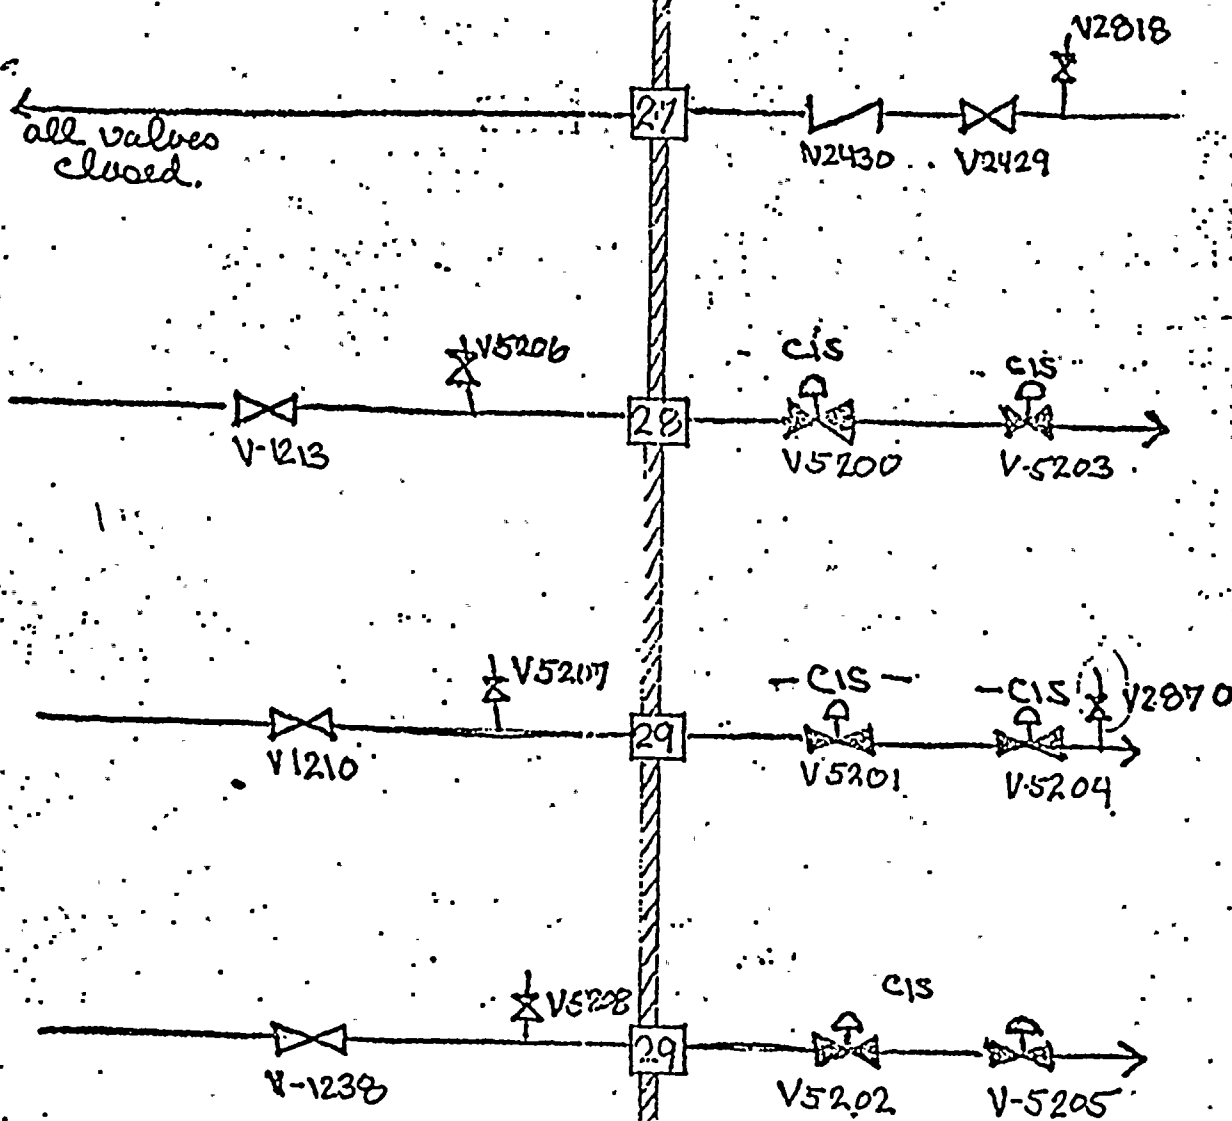 V2818
27
all valves
closed.
N2430
V2429
CIS
CIS
V5206
28
V-1213
V5200
V-5203
-CIS-
-CIS
V5207
V2870
29
V1210
V5201
V-5204
CIS
V5208
29
V-1238
V5202
V-5205